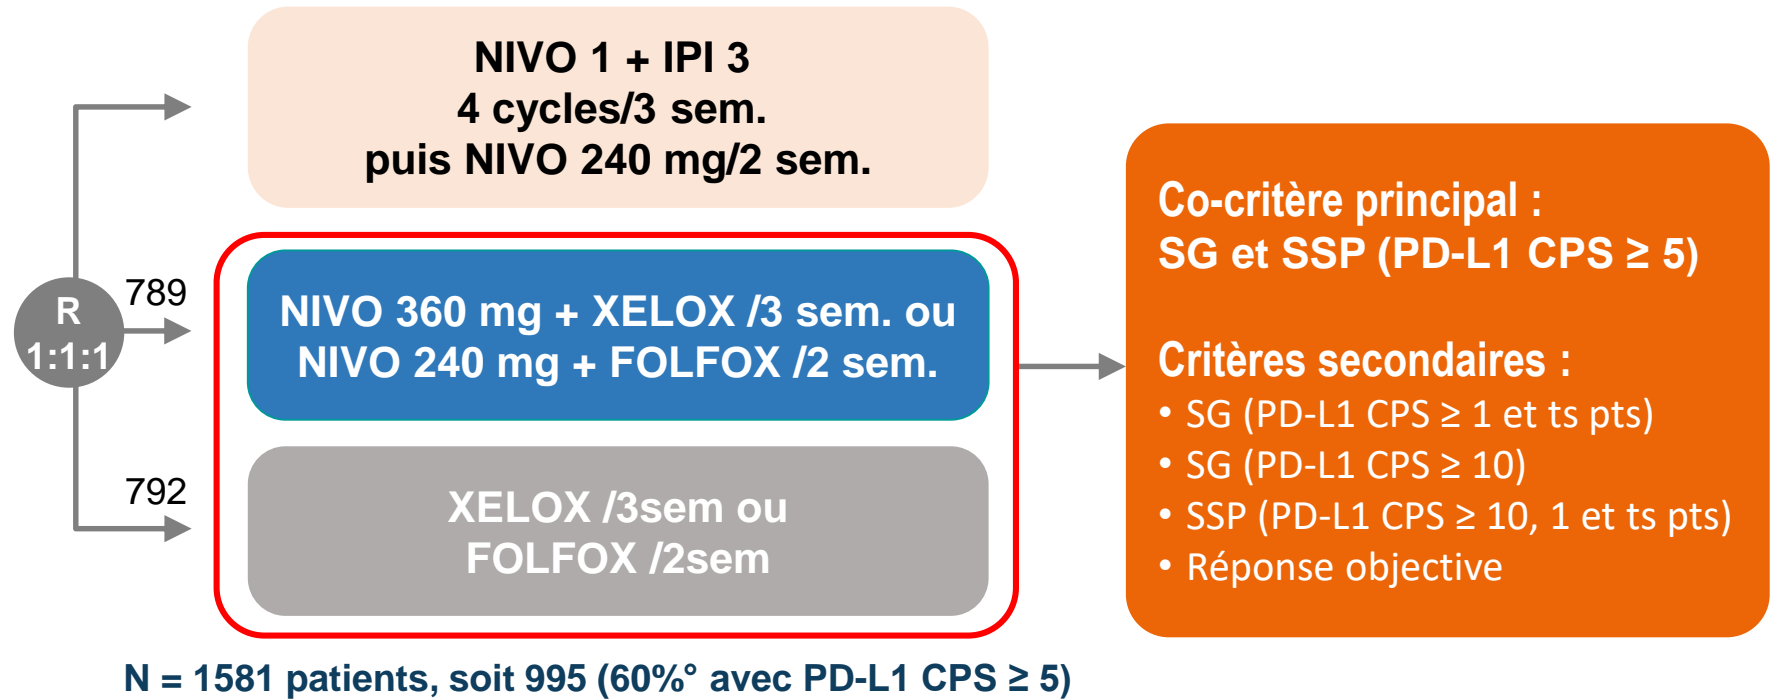 NIVO 1 + IPI 3
4 cycles/3 sem.
puis NIVO 240 mg/2 sem.
R
1:1:1
789
NIVO 360 mg + XELOX /3 sem. ou
NIVO 240 mg + FOLFOX /2 sem.
792
XELOX /3sem ou
FOLFOX /2sem
Co-critère principal :
SG et SSP (PD-L1 CPS ≥ 5)
Critères secondaires :
• SG (PD-L1 CPS ≥ 1 et ts pts)
• SG (PD-L1 CPS ≥ 10)
• SSP (PD-L1 CPS ≥ 10, 1 et ts pts)
• Réponse objective
N = 1581 patients, soit 995 (60%° avec PD-L1 CPS ≥ 5)